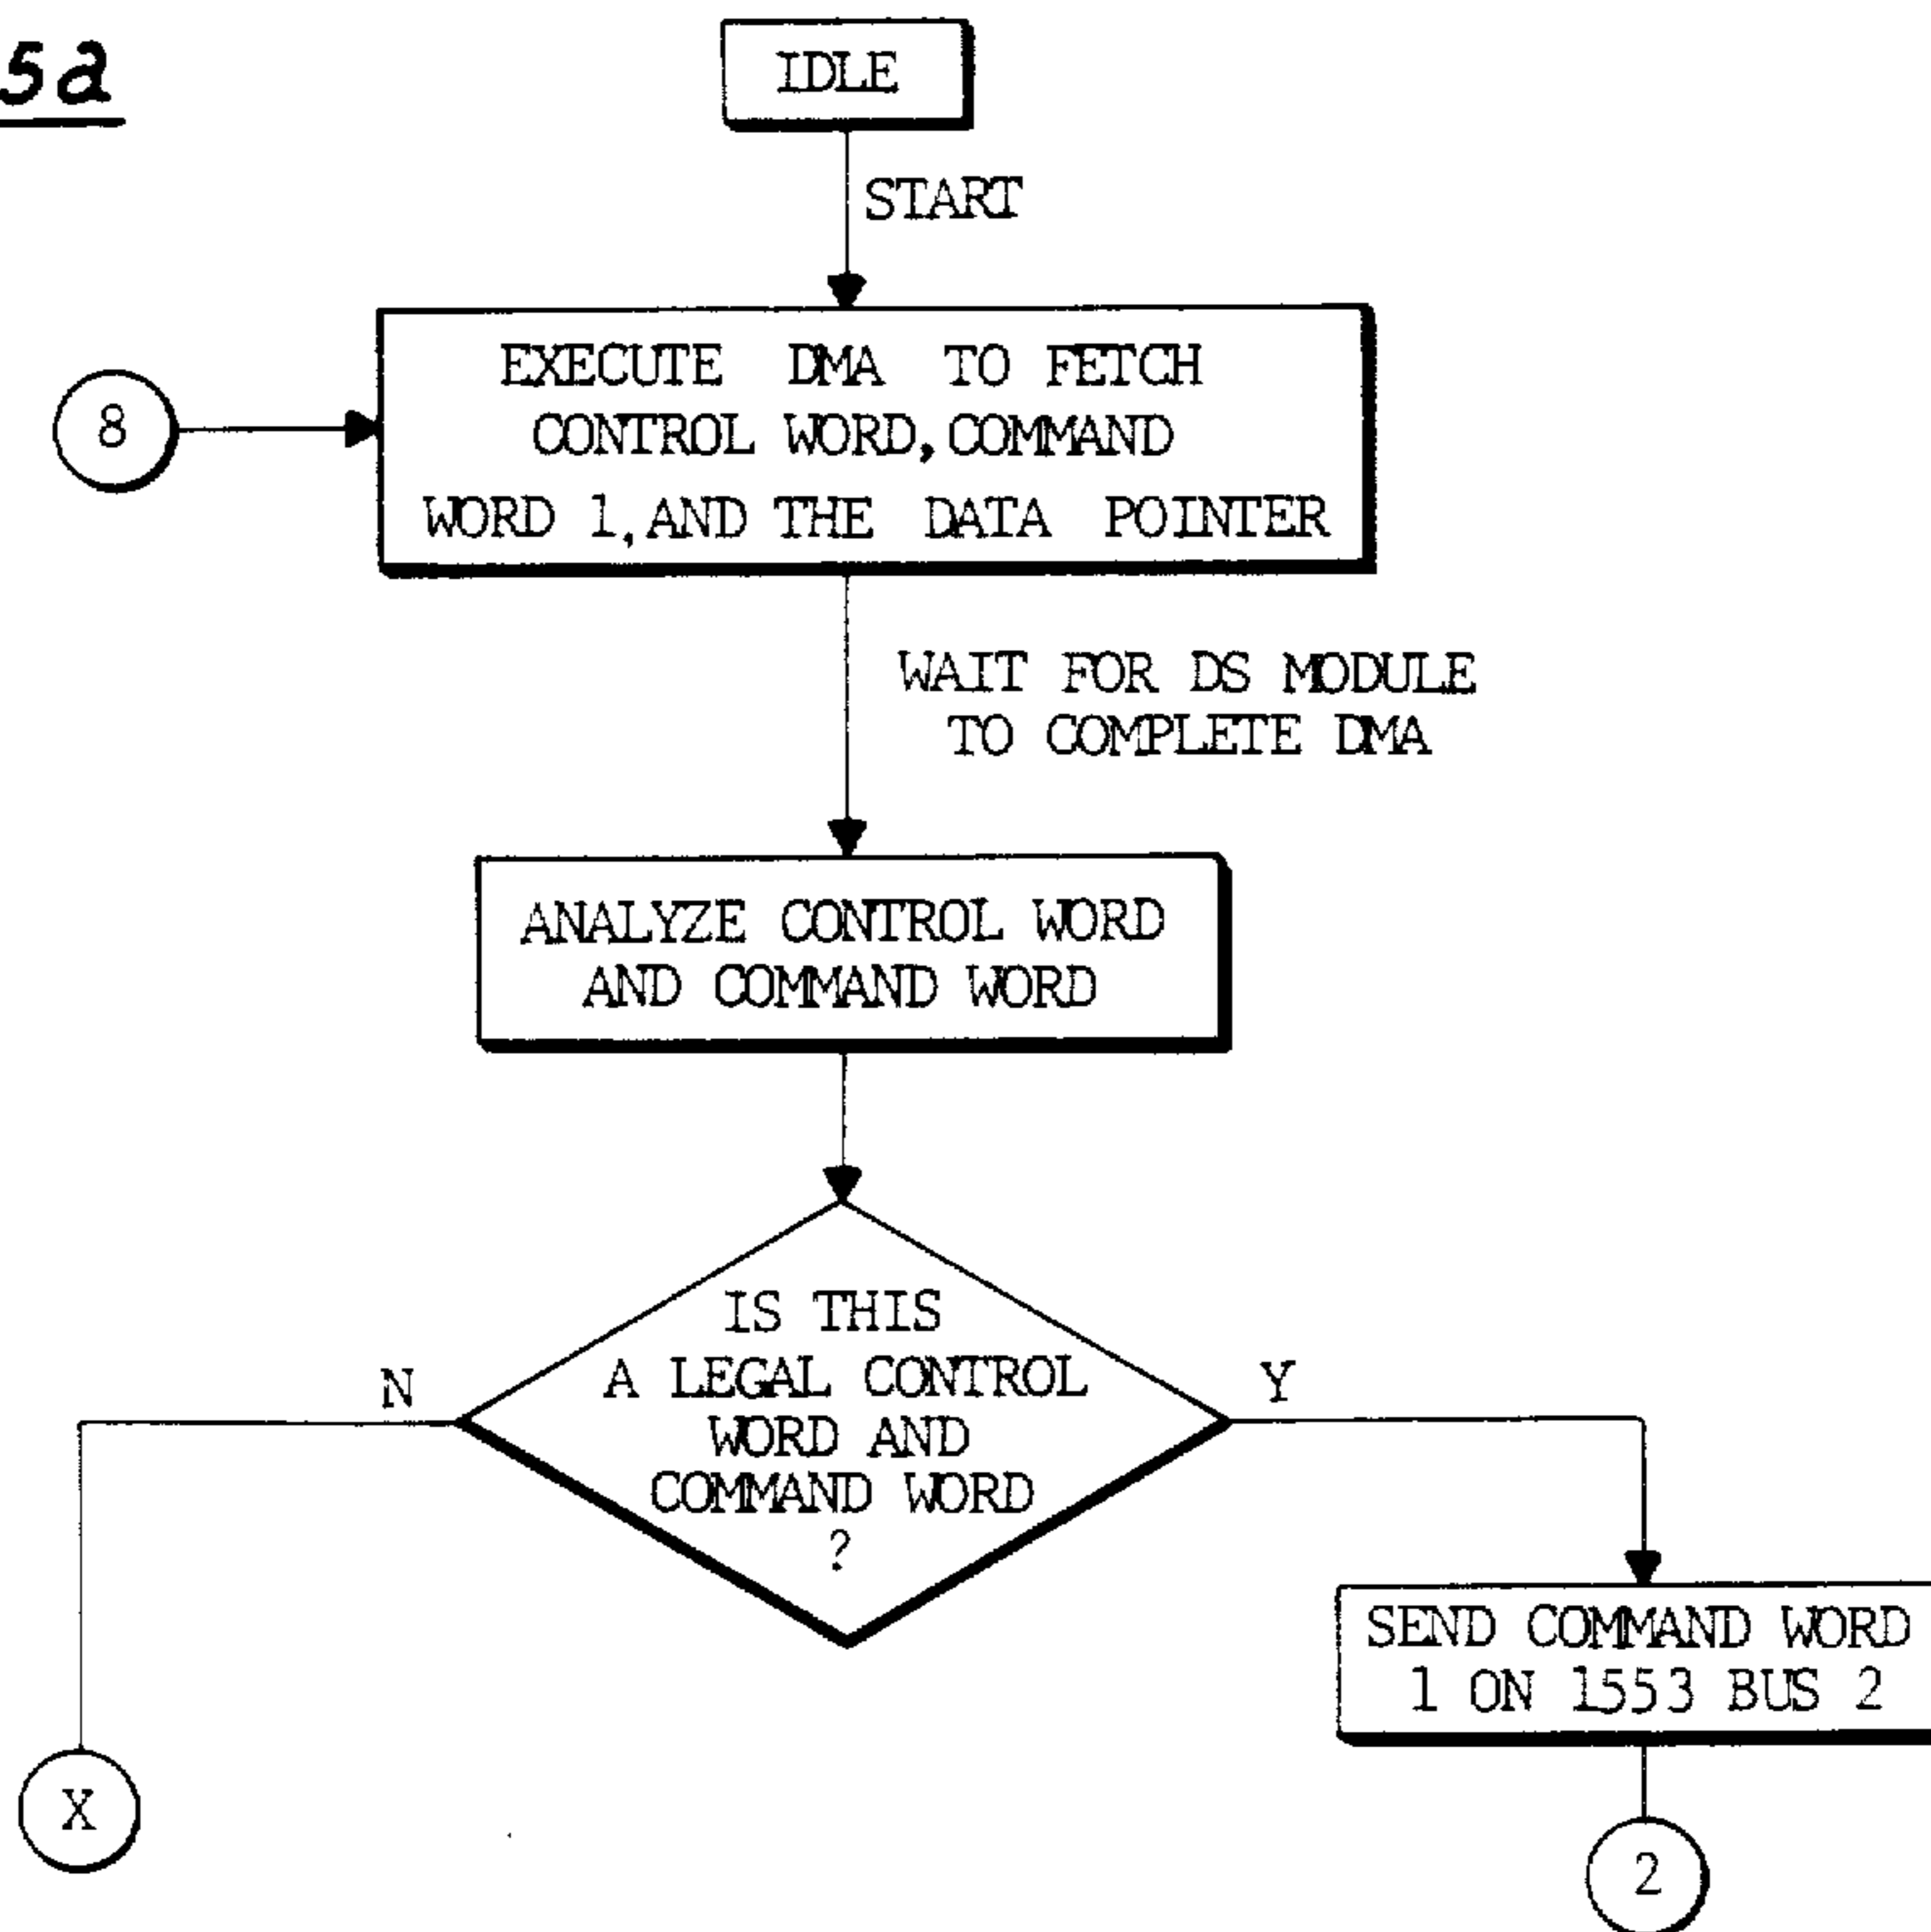 5a
IDLE
START
EXECUTE DMA TO FETCH
CONTROL WORD, COMMAND
WORD 1, AND THE DATA POINTER
8
WAIT FOR DS MODULE
TO COMPLETE DMA
ANALYZE CONTROL WORD
AND COMMAND WORD
IS THIS
A LEGAL CONTROL
WORD AND
COMMAND WORD
?
N
Y
SEND COMMAND WORD
1 ON 1553 BUS 2
X
2